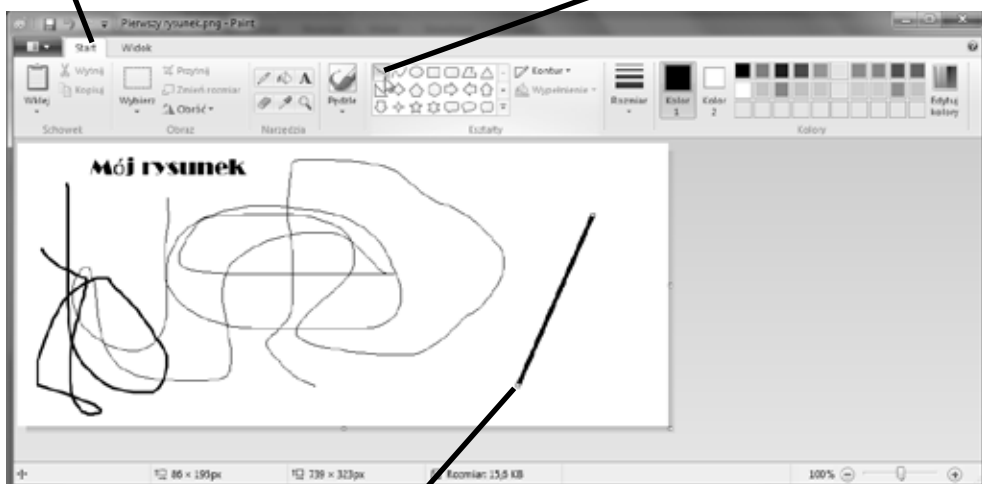 Pierwszy rysunek.png - Paint
Start Widok
Wklej
Wytnij
Kopiuj
Schowek
Wybierz
Przytnij
Zmień rozmiar
Obróć
Obraz
A
Narzędzia
Pędzle
Kontur
Wypełnienie
Kształty
Rozmiar
Kolor 1
Kolor 2
Edytuj kolory
Kolory
Mój rysunek
86 × 193px
739 × 323px
Rozmiar: 15,6 KB
100%